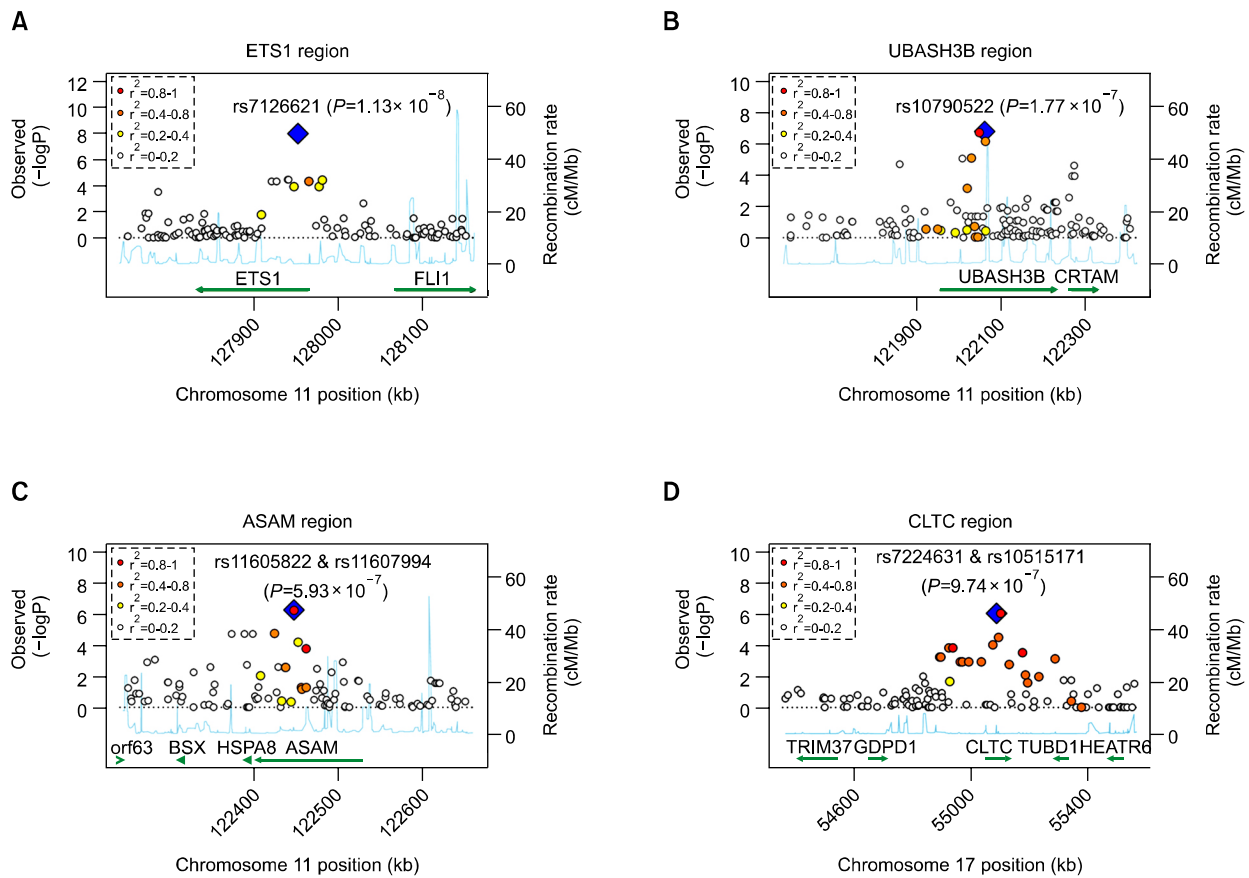 A
ETS1 region
12
10
8
6
4
2
0
Observed
(−logP)
r²=0.8-1
r²=0.4-0.8
r²=0.2-0.4
r²=0-0.2
rs7126621 (P=1.13× 10⁻⁸)
60
40
20
0
Recombination rate
(cM/Mb)
ETS1 FLI1
127900 128000 128100
Chromosome 11 position (kb)
B
UBASH3B region
10
8
6
4
2
0
Observed
(−logP)
r²=0.8-1
r²=0.4-0.8
r²=0.2-0.4
r²=0-0.2
rs10790522 (P=1.77 ×10⁻⁷)
60
40
20
0
Recombination rate
(cM/Mb)
UBASH3B CRTAM
121900 122100 122300
Chromosome 11 position (kb)
C
ASAM region
10
8
6
4
2
0
Observed
(−logP)
r²=0.8-1
r²=0.4-0.8
r²=0.2-0.4
r²=0-0.2
rs11605822 & rs11607994
(P=5.93× 10⁻⁷)
60
40
20
0
Recombination rate
(cM/Mb)
orf63 BSX HSPA8 ASAM
122400 122500 122600
Chromosome 11 position (kb)
D
CLTC region
10
8
6
4
2
0
Observed
(−logP)
r²=0.8-1
r²=0.4-0.8
r²=0.2-0.4
r²=0-0.2
rs7224631 & rs10515171
(P=9.74 × 10⁻⁷)
60
40
20
0
Recombination rate
(cM/Mb)
TRIM37 GDPD1 CLTC TUBD1 HEATR6
54600 55000 55400
Chromosome 17 position (kb)